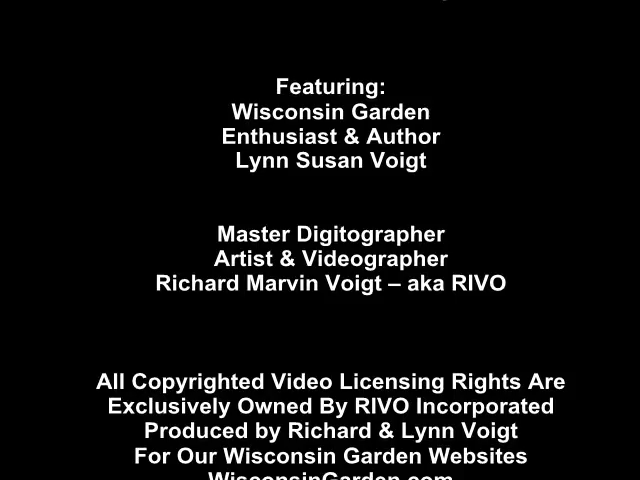 Featuring:
Wisconsin Garden
Enthusiast & Author
Lynn Susan Voigt
Master Digitographer
Artist & Videographer
Richard Marvin Voigt – aka RIVO
All Copyrighted Video Licensing Rights Are
Exclusively Owned By RIVO Incorporated
Produced by Richard & Lynn Voigt
For Our Wisconsin Garden Websites
WisconsinGarden.com